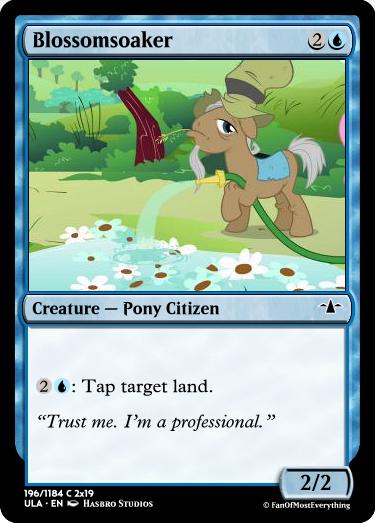 Blossomsoaker 2
Creature — Pony Citizen
2 : Tap target land.
“Trust me. I’m a professional.”
2/2
196/1184 C 2x19
ULA • EN Hasbro Studios
© FanOfMostEverything